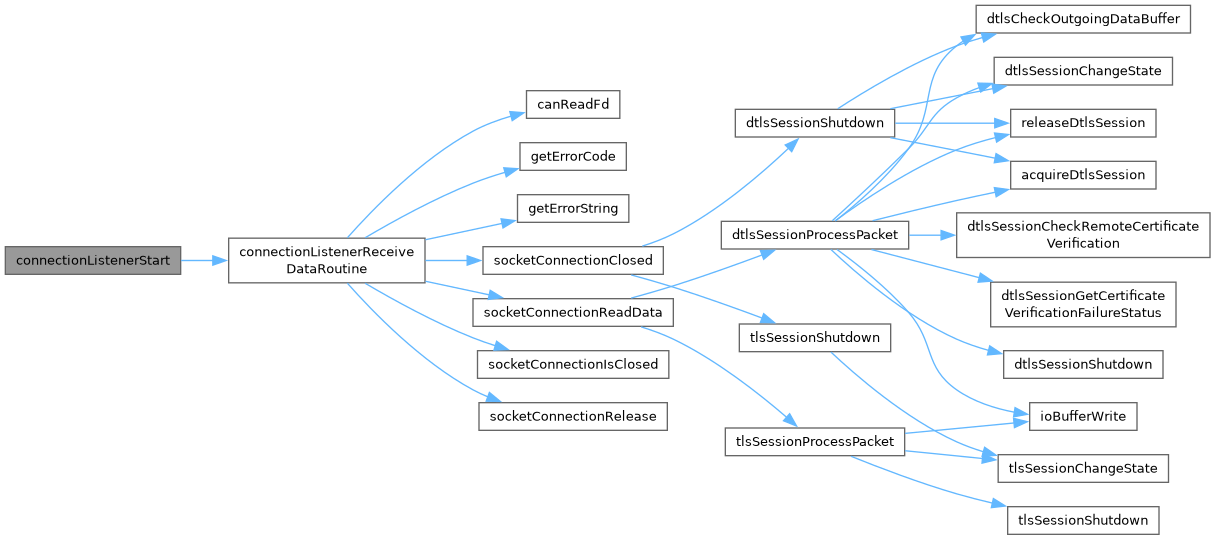 connectionListenerStart
connectionListenerReceive
DataRoutine
canReadFd
getErrorCode
getErrorString
socketConnectionClosed
socketConnectionReadData
socketConnectionIsClosed
socketConnectionRelease
dtlsSessionShutdown
dtlsSessionProcessPacket
tlsSessionShutdown
tlsSessionProcessPacket
dtlsCheckOutgoingDataBuffer
dtlsSessionChangeState
releaseDtlsSession
acquireDtlsSession
dtlsSessionCheckRemoteCertificate
Verification
dtlsSessionGetCertificate
VerificationFailureStatus
dtlsSessionShutdown
ioBufferWrite
tlsSessionChangeState
tlsSessionShutdown